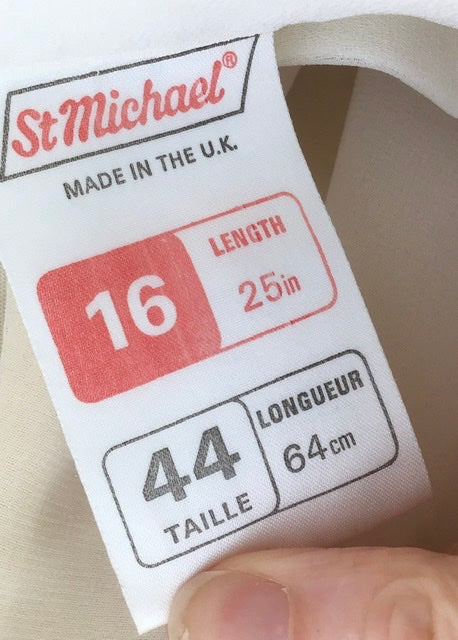 St Michael®
MADE IN THE U.K.
16
LENGTH
25in
44
TAILLE
LONGUEUR
64cm